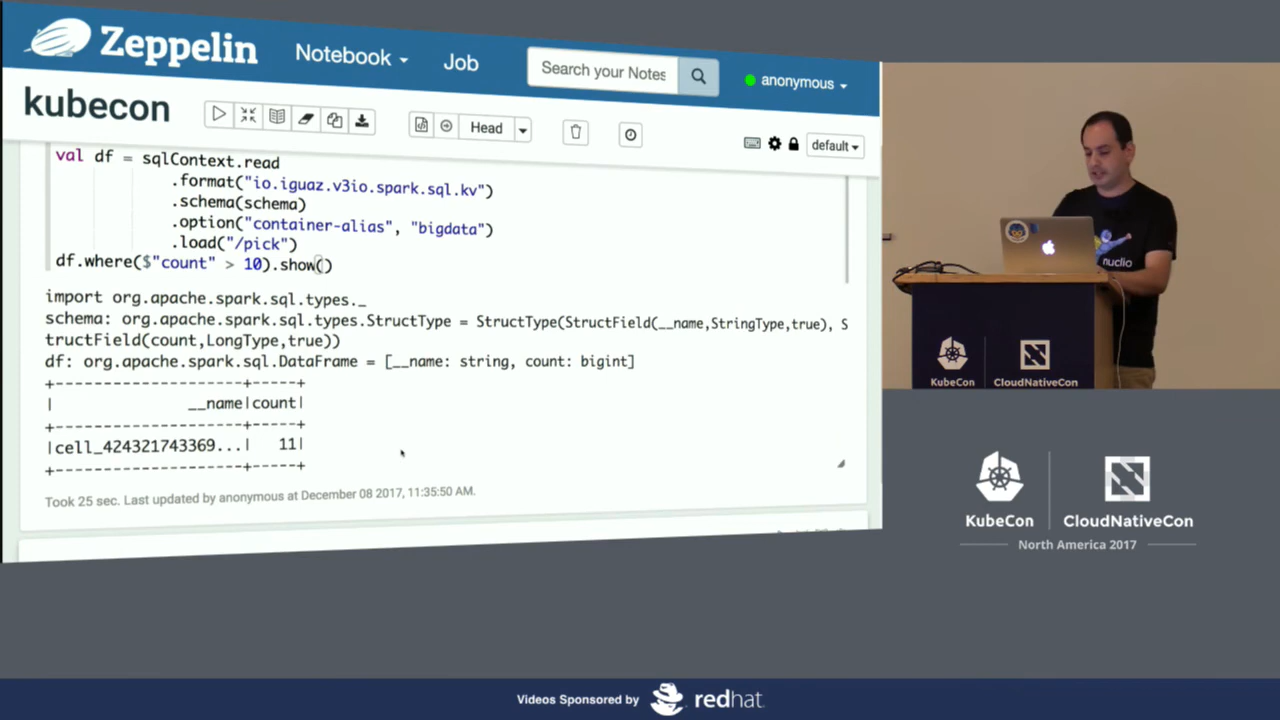 Zeppelin
Notebook
Job
Search your Notes
anonymous
kubecon
Head
default
val df = sqlContext.read
.format("io.iguaz.v3io.spark.sql.kv")
.schema(schema)
.option("container-alias", "bigdata")
.load("/pick")
df.where($"count" > 10).show()
import org.apache.spark.sql.types._
schema: org.apache.spark.sql.types.StructType = StructType(StructField(__name,StringType,true), S
tructField(count,LongType,true))
df: org.apache.spark.sql.DataFrame = [__name: string, count: bigint]
+--------------------+-----+
|              __name|count|
+--------------------+-----+
|cell_424321743369...|   11|
+--------------------+-----+
Took 25 sec. Last updated by anonymous at December 08 2017, 11:35:50 AM.
nuclio
KubeCon
CloudNativeCon
KubeCon
CloudNativeCon
North America 2017
Videos Sponsored by
redhat.